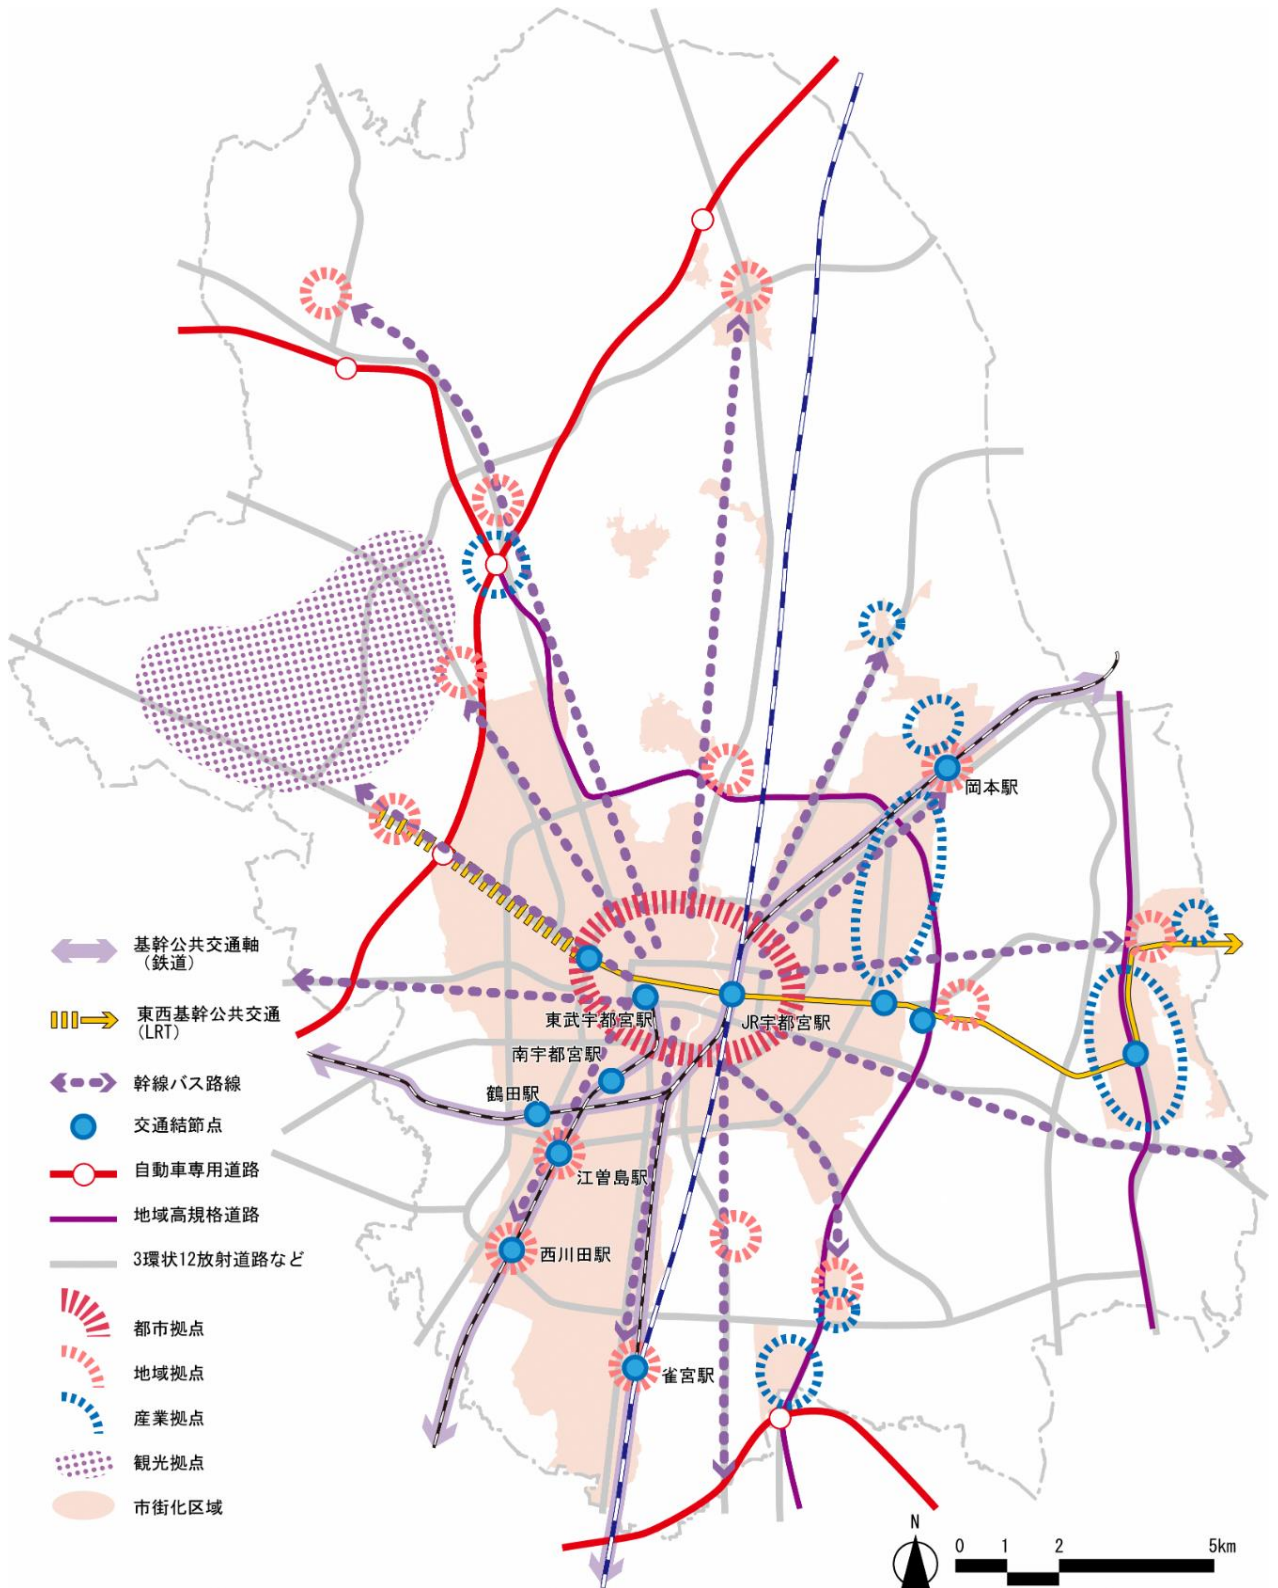 岡本駅
東武宇都宮駅
JR宇都宮駅
南宇都宮駅
鶴田駅
江曽島駅
西川田駅
雀宮駅
基幹公共交通軸
(鉄道)
東西基幹公共交通
(LRT)
幹線バス路線
交通結節点
自動車専用道路
地域高規格道路
3環状12放射道路など
都市拠点
地域拠点
産業拠点
観光拠点
市街化区域
N
0 1 2 5km